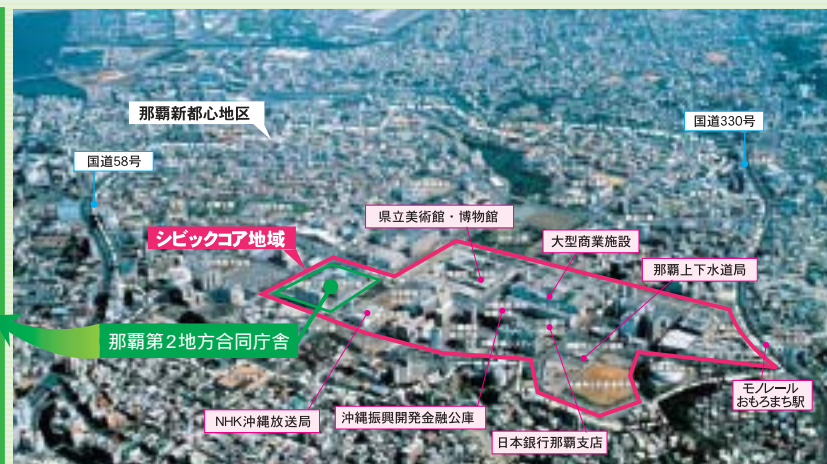 那覇新都心地区
国道330号
国道58号
県立美術館・博物館
シビックコア地域
大型商業施設
那覇上下水道局
那覇第2地方合同庁舎
モノレール
おもろまち駅
NHK沖縄放送局
沖縄振興開発金融公庫
日本銀行那覇支店